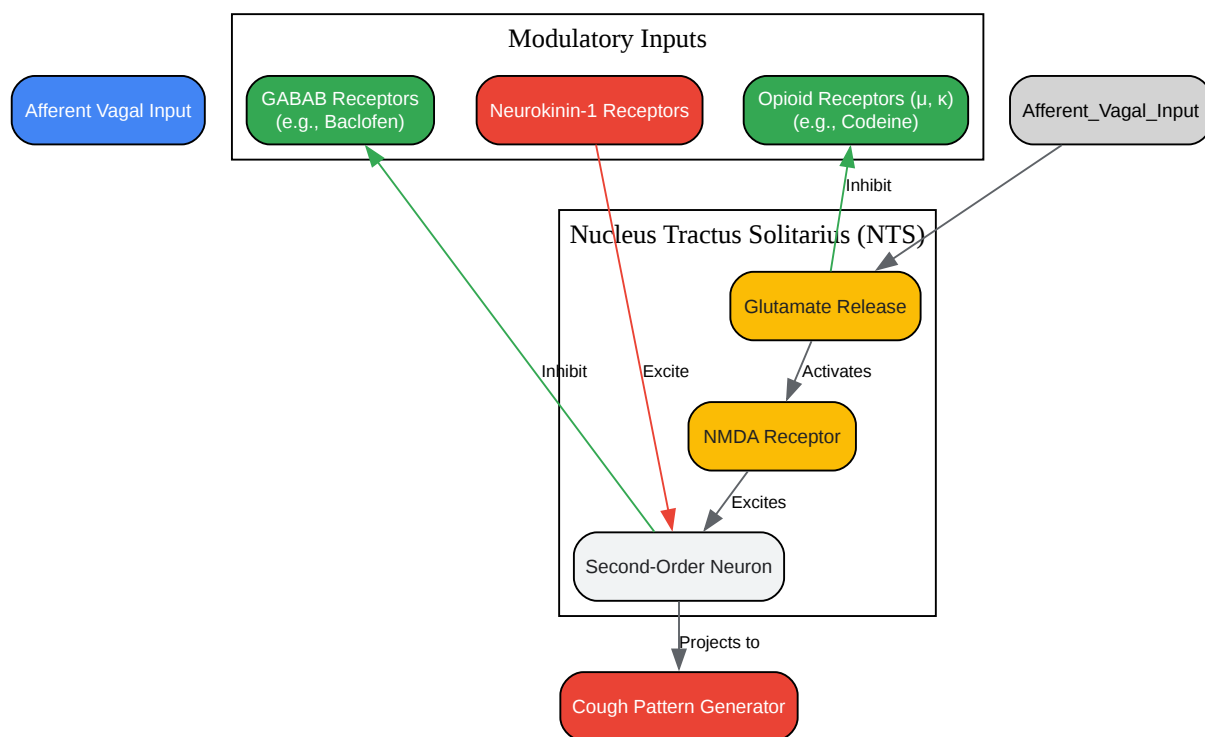 Modulatory Inputs
Afferent Vagal Input
GABAB Receptors
(e.g., Baclofen)
Neurokinin-1 Receptors
Opioid Receptors (μ, κ)
(e.g., Codeine)
Afferent_Vagal_Input
Inhibit
Nucleus Tractus Solitarius (NTS)
Glutamate Release
Inhibit
Excite
Activates
NMDA Receptor
Excites
Second-Order Neuron
Projects to
Cough Pattern Generator